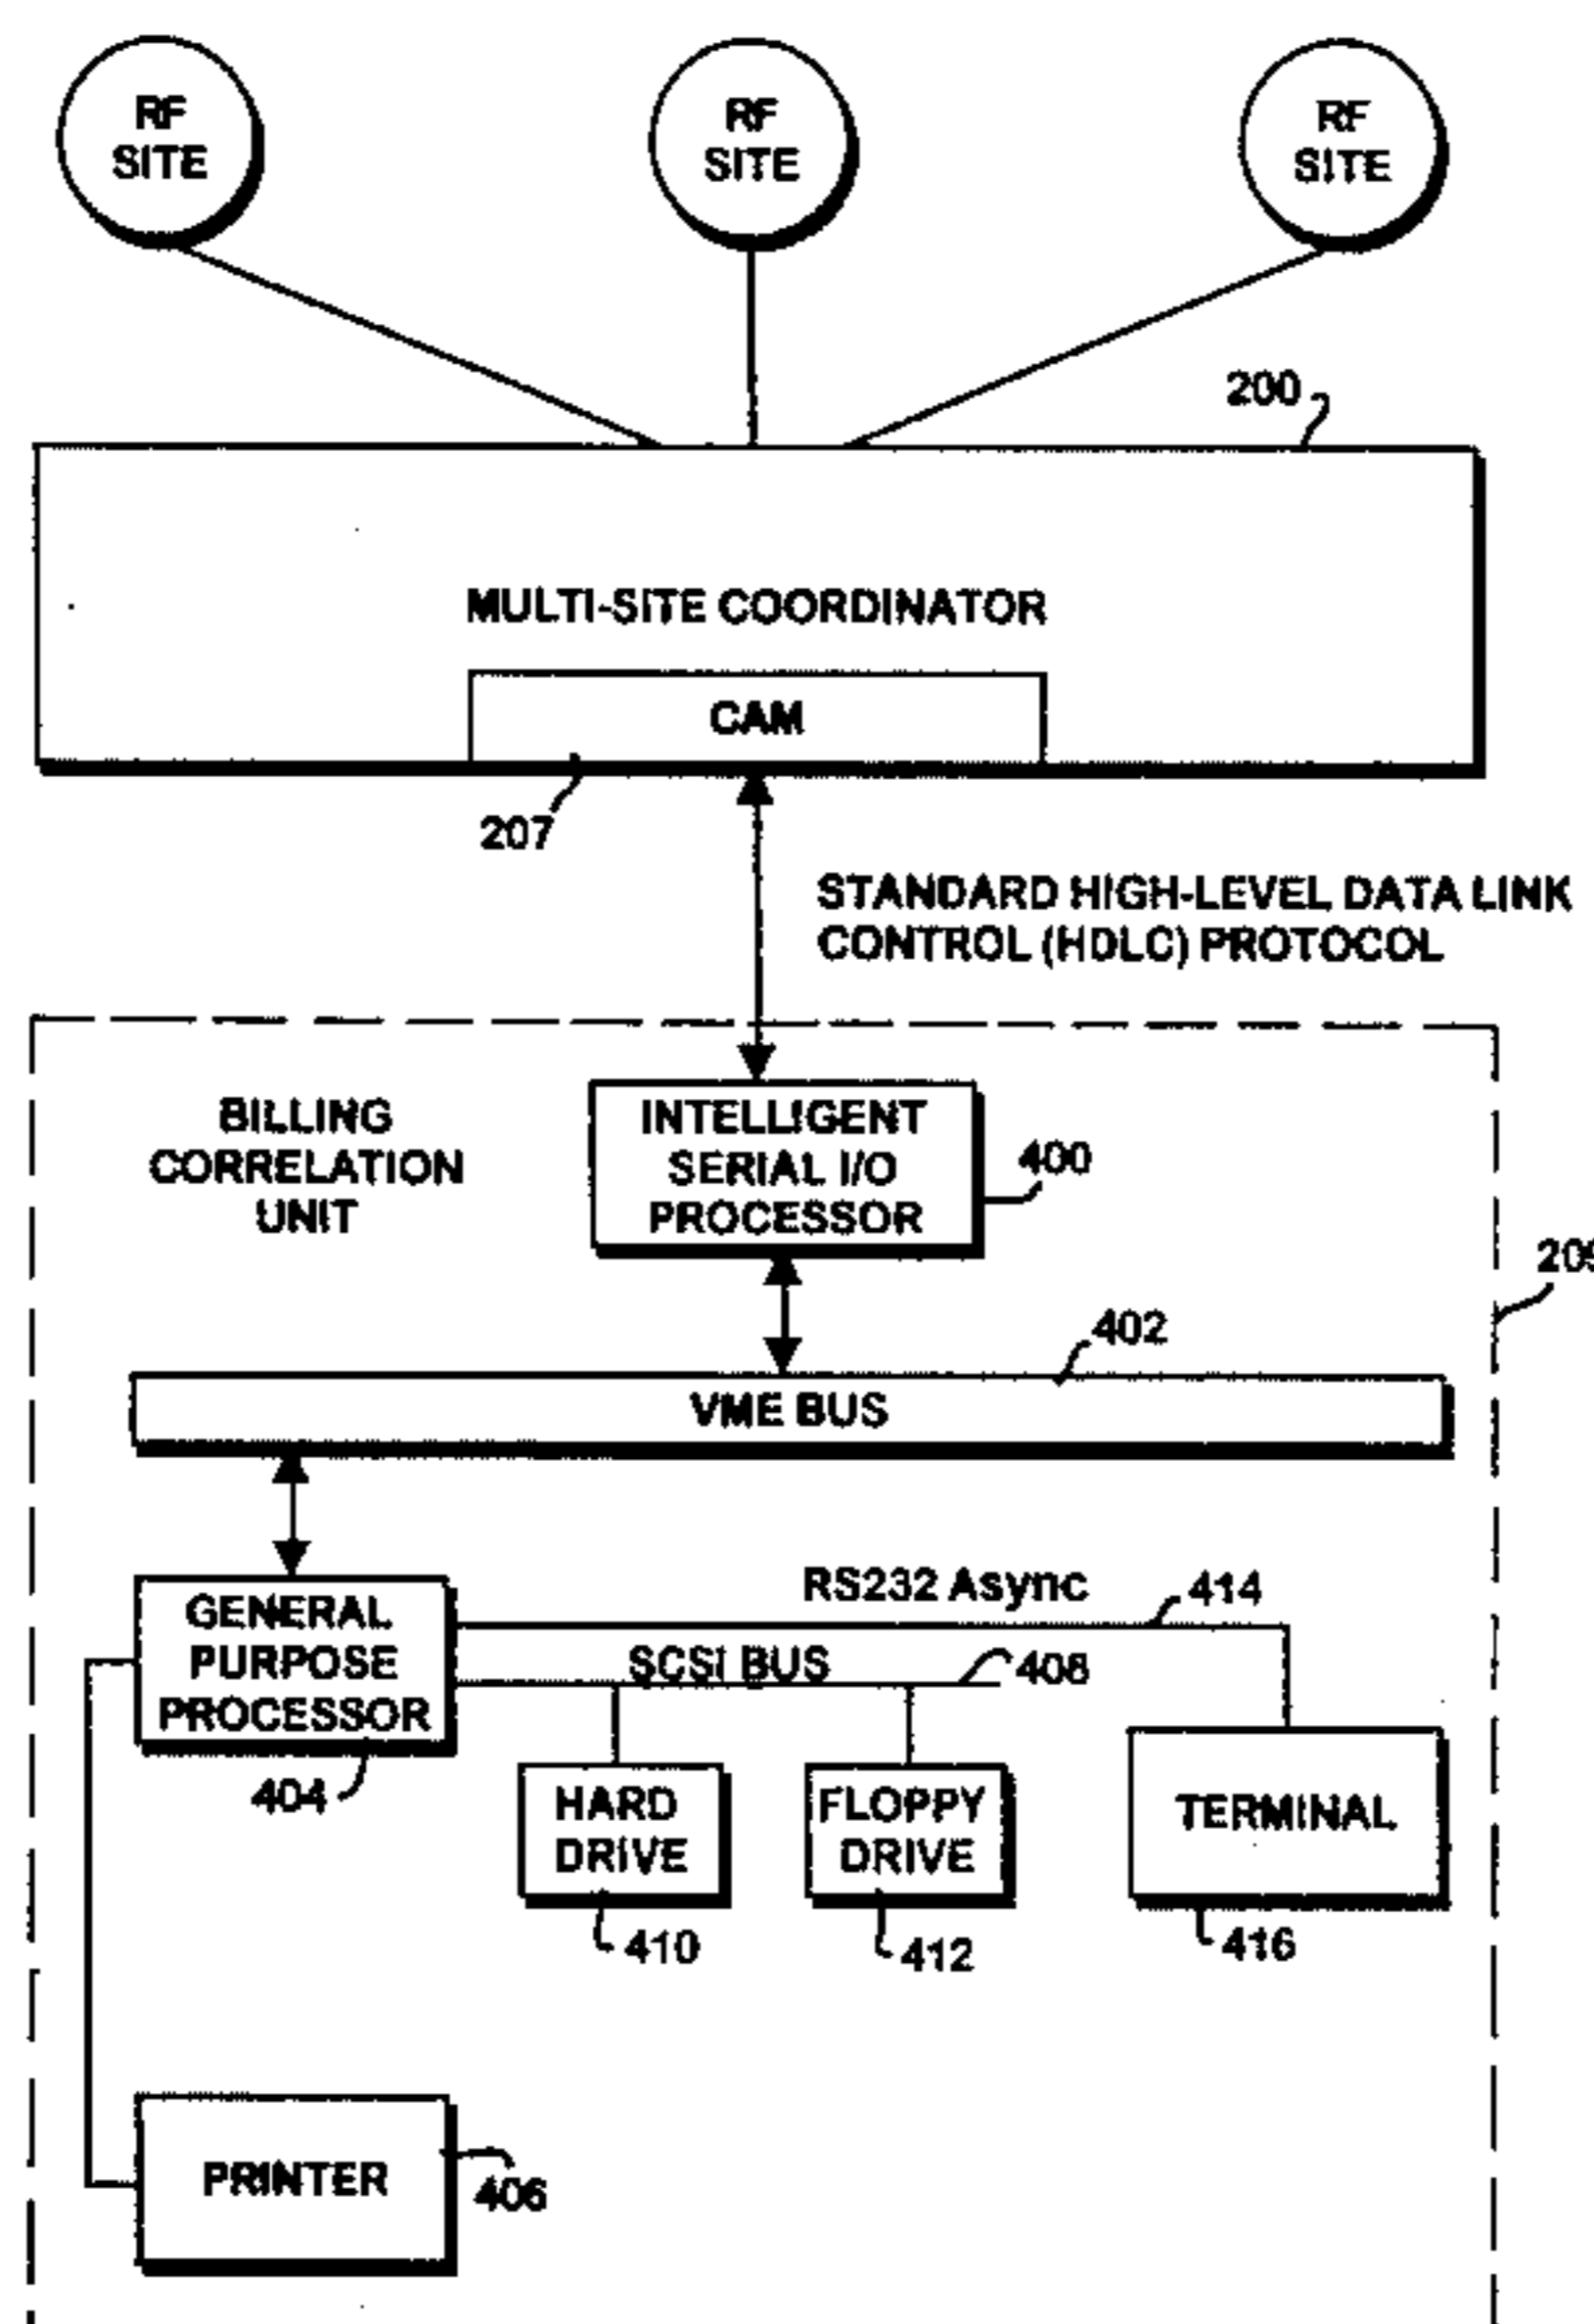 RF
SITE
RF
SITE
RF
SITE
200
MULTI-SITE COORDINATOR
CAM
207
STANDARD HIGH-LEVEL DATA LINK
CONTROL (HDLC) PROTOCOL
BILLING
CORRELATION
UNIT
INTELLIGENT
SERIAL I/O
PROCESSOR
400
402
VME BUS
GENERAL
PURPOSE
PROCESSOR
404
RS232 Async
414
SCSI BUS
408
HARD
DRIVE
410
FLOPPY
DRIVE
412
TERMINAL
416
PRINTER
406